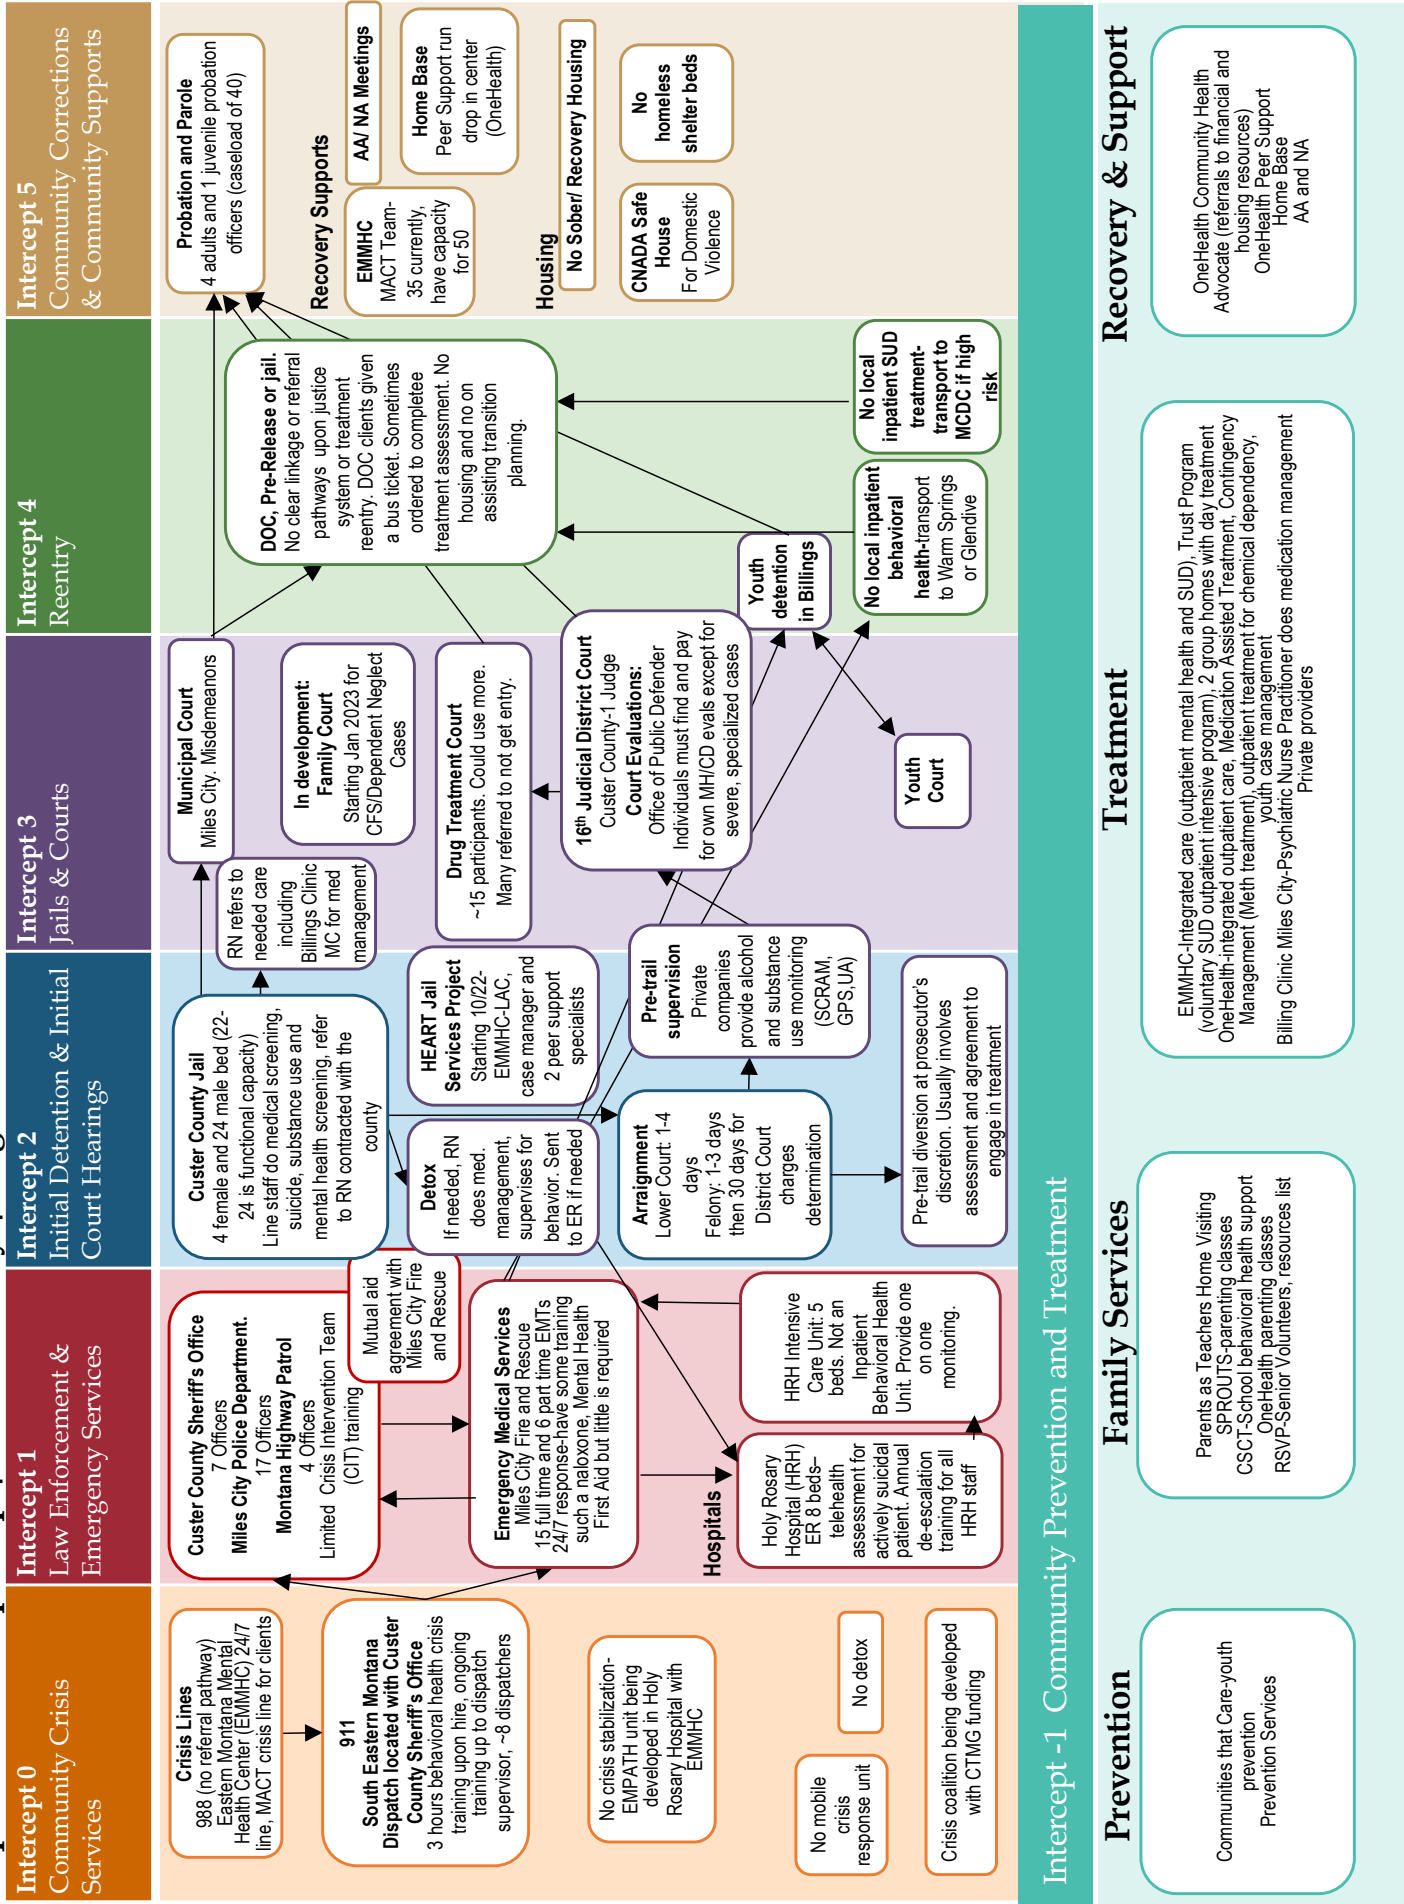 Intercept 0
Community Crisis
Services
Intercept 1
Law Enforcement &
Emergency Services
Intercept 2
Initial Detention & Initial
Court Hearings
Intercept 3
Jails & Courts
Intercept 4
Reentry
Intercept 5
Community Corrections
& Community Supports
Crisis Lines
988 (no referral pathway)
Eastern Montana Mental
Health Center (EMMHC) 24/7
line, MACT crisis line for clients
911
South Eastern Montana
Dispatch located with Custer
County Sheriff's Office
3 hours behavioral health crisis
training upon hire, ongoing
training up to dispatch
supervisor, ~8 dispatchers
No crisis stabilization-
EMPATH unit being
developed in Holy
Rosary Hospital with
EMMHC
No mobile
crisis
response unit
No detox
Crisis coalition being developed
with CTMG funding
Custer County Sheriff's Office
7 Officers
Miles City Police Department.
17 Officers
Montana Highway Patrol
4 Officers
Limited Crisis Intervention Team
(CIT) training
Mutual aid
agreement with
Miles City Fire
and Rescue
Emergency Medical Services
Miles City Fire and Rescue
15 full time and 6 part time EMTs
24/7 response-have some training
such a naloxone, Mental Health
First Aid but little is required
Hospitals
Holy Rosary
Hospital (HRH)
ER 8 beds–
telehealth
assessment for
actively suicidal
patient. Annual
de-escalation
training for all
HRH staff
HRH Intensive
Care Unit: 5
beds. Not an
Inpatient
Behavioral Health
Unit. Provide one
on one
monitoring.
Custer County Jail
4 female and 24 male bed (22-
24 is functional capacity)
Line staff do medical screening,
suicide, substance use and
mental health screening, refer
to RN contracted with the
county
Detox
If needed, RN
does med.
management,
supervises for
behavior. Sent
to ER if needed
HEART Jail
Services Project
Starting 10/22-
EMMHC-LAC,
case manager and
2 peer support
specialists
Arraignment
Lower Court: 1-4
days
Felony: 1-3 days
then 30 days for
District Court
charges
determination
Pre-trail
supervision
Private
companies
provide alcohol
and substance
use monitoring
(SCRAM,
GPS,UA)
Pre-trail diversion at prosecutor's
discretion. Usually involves
assessment and agreement to
engage in treatment
RN refers to
needed care
including
Billings Clinic
MC for med
management
Municipal Court
Miles City. Misdemeanors
In development:
Family Court
Starting Jan 2023 for
CFS/Dependent Neglect
Cases
Drug Treatment Court
~15 participants. Could use more.
Many referred to not get entry.
16th Judicial District Court
Custer County-1 Judge
Court Evaluations:
Office of Public Defender
Individuals must find and pay
for own MH/CD evals except for
severe, specialized cases
Youth
Court
Youth
detention
in Billings
DOC, Pre-Release or jail.
No clear linkage or referral
pathways upon justice
system or treatment
reentry. DOC clients given
a bus ticket. Sometimes
ordered to complete
treatment assessment. No
housing and no on
assisting transition
planning.
No local inpatient
behavioral
health-transport
to Warm Springs
or Glendive
No local
inpatient SUD
treatment-
transport to
MCDC if high
risk
Probation and Parole
4 adults and 1 juvenile probation
officers (caseload of 40)
Recovery Supports
EMMHC
MACT Team-
35 currently,
have capacity
for 50
AA/ NA Meetings
Home Base
Peer Support run
drop in center
(OneHealth)
Housing
No Sober/ Recovery Housing
CNADA Safe
House
For Domestic
Violence
No
homeless
shelter beds
Intercept -1 Community Prevention and Treatment
Prevention
Communities that Care-youth
prevention
Prevention Services
Family Services
Parents as Teachers Home Visiting
SPROUTS-parenting classes
CSCT-School behavioral health support
OneHealth parenting classes
RSVP-Senior Volunteers, resources list
Treatment
EMMHC-Integrated care (outpatient mental health and SUD), Trust Program
(voluntary SUD outpatient intensive program), 2 group homes with day treatment
OneHealth-integrated outpatient care, Medication Assisted Treatment, Contingency
Management (Meth treatment), outpatient treatment for chemical dependency,
youth case management
Billing Clinic Miles City-Psychiatric Nurse Practitioner does medication management
Private providers
Recovery & Support
OneHealth Community Health
Advocate (referrals to financial and
housing resources)
OneHealth Peer Support
Home Base
AA and NA